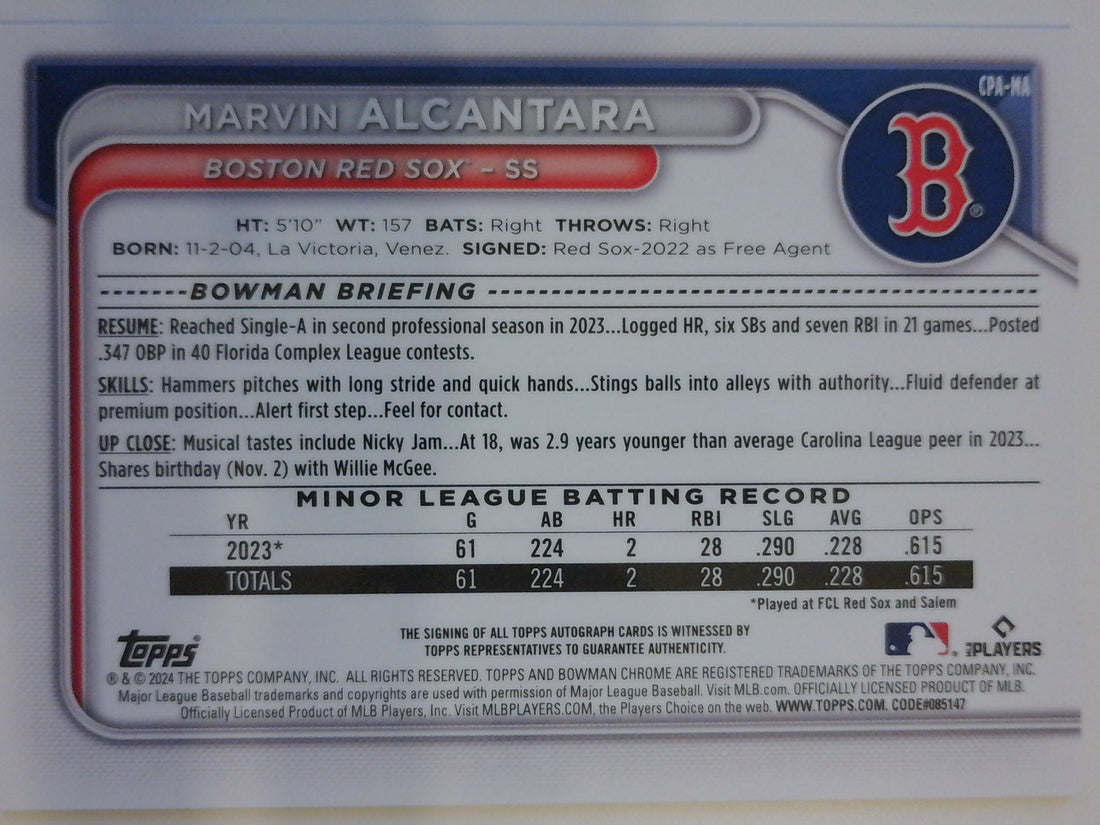 CPA-MA
MARVIN ALCANTARA
BOSTON RED SOX - SS
B
HT: 5'10" WT: 157 BATS: Right THROWS: Right
BORN: 11-2-04, La Victoria, Venez. SIGNED: Red Sox-2022 as Free Agent
BOWMAN BRIEFING
RESUME: Reached Single-A in second professional season in 2023...Logged HR, six SBs and seven RBI in 21 games...Posted
.347 OBP in 40 Florida Complex League contests.
SKILLS: Hammers pitches with long stride and quick hands...Stings balls into alleys with authority...Fluid defender at
premium position...Alert first step...Feel for contact.
UP CLOSE: Musical tastes include Nicky Jam...At 18, was 2.9 years younger than average Carolina League peer in 2023...
Shares birthday (Nov. 2) with Willie McGee.
MINOR LEAGUE BATTING RECORD
YR G AB HR RBI SLG AVG OPS
2023* 61 224 2 28 .290 .228 .615
TOTALS 61 224 2 28 .290 .228 .615
*Played at FCL Red Sox and Salem
THE SIGNING OF ALL TOPPS AUTOGRAPH CARDS IS WITNESSED BY
TOPPS REPRESENTATIVES TO GUARANTEE AUTHENTICITY.
Topps®
PLAYERS
® & © 2024 THE TOPPS COMPANY, INC. ALL RIGHTS RESERVED. TOPPS AND BOWMAN CHROME ARE REGISTERED TRADEMARKS OF THE TOPPS COMPANY, INC.
Major League Baseball trademarks and copyrights are used with permission of Major League Baseball. Visit MLB.com. OFFICIALLY LICENSED PRODUCT OF MLB.
Officially Licensed Product of MLB Players, Inc. Visit MLBPLAYERS.COM, the Players Choice on the web. WWW.TOPPS.COM. CODE#085147